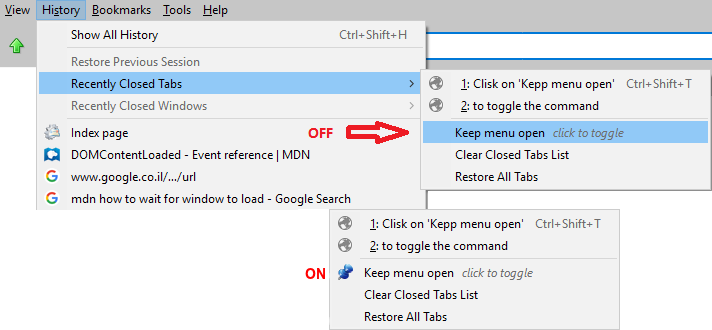 View History Bookmarks Tools Help
Show All History Ctrl+Shift+H
Restore Previous Session
Recently Closed Tabs
1: Clisk on 'Kepp menu open' Ctrl+Shift+T
Recently Closed Windows
2: to toggle the command
Index page
OFF
Keep menu open click to toggle
DOMContentLoaded - Event reference | MDN
Clear Closed Tabs List
www.google.co.il/.../url
Restore All Tabs
mdn how to wait for window to load - Google Search
1: Clisk on 'Kepp menu open' Ctrl+Shift+T
2: to toggle the command
ON
Keep menu open click to toggle
Clear Closed Tabs List
Restore All Tabs